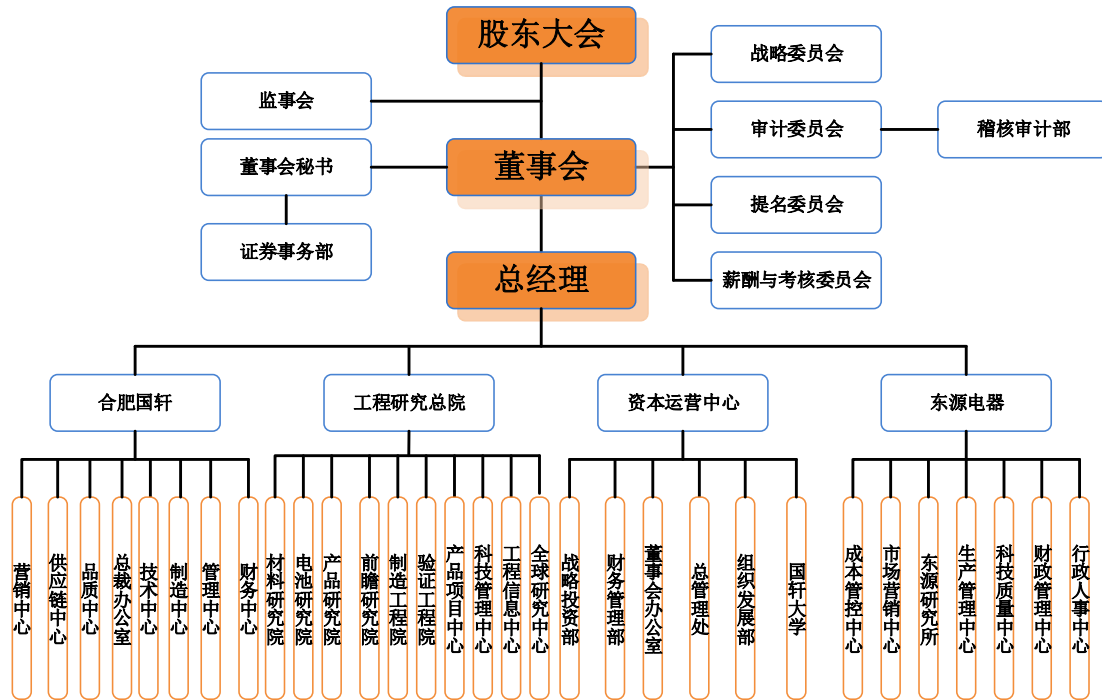 股东大会
战略委员会
监事会
审计委员会
稽核审计部
董事会秘书
董事会
提名委员会
证券事务部
总经理
薪酬与考核委员会
合肥国轩
工程研究总院
资本运营中心
东源电器
营销中心
供应链中心
品质中心
总裁办公室
技术中心
制造中心
管理中心
财务中心
材料研究院
电池研究院
产品研究院
前瞻研究院
制造工程院
验证工程院
产品项目中心
科技管理中心
工程信息中心
全球研究中心
战略投资部
财务管理部
董事会办公室
总管理处
组织发展部
国轩大学
成本管控中心
市场营销中心
东源研究所
生产管理中心
科技质量中心
财政管理中心
行政人事中心